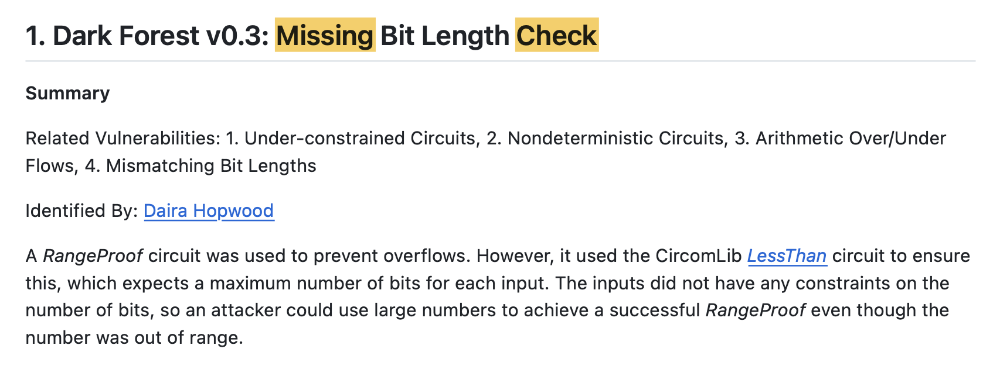 1. Dark Forest v0.3: Missing Bit Length Check
Summary
Related Vulnerabilities: 1. Under-constrained Circuits, 2. Nondeterministic Circuits, 3. Arithmetic Over/Under
Flows, 4. Mismatching Bit Lengths
Identified By: Daira Hopwood
A RangeProof circuit was used to prevent overflows. However, it used the CircomLib LessThan circuit to ensure
this, which expects a maximum number of bits for each input. The inputs did not have any constraints on the
number of bits, so an attacker could use large numbers to achieve a successful RangeProof even though the
number was out of range.